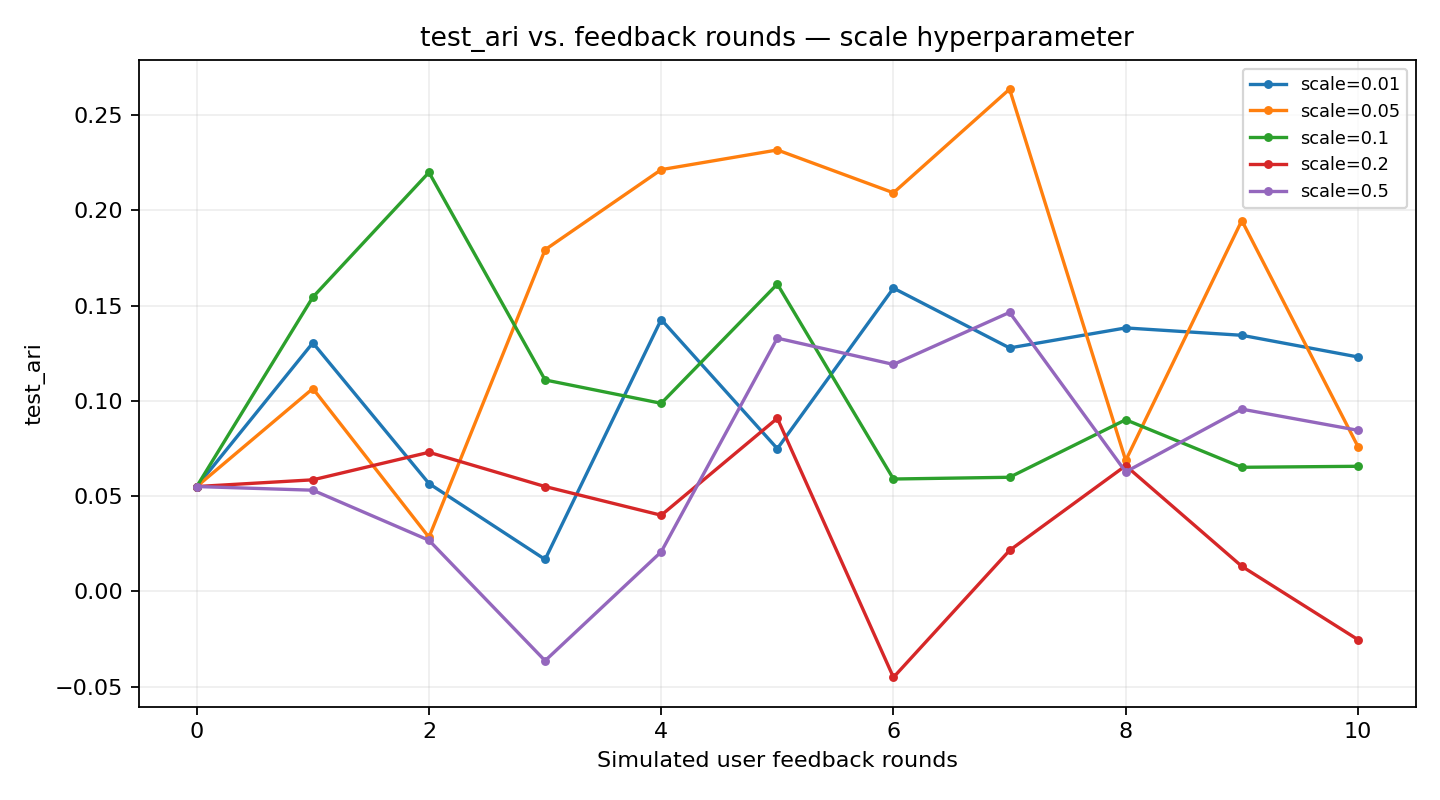 test_ari vs. feedback rounds — scale hyperparameter
scale=0.01
scale=0.05
scale=0.1
scale=0.2
scale=0.5
0.25
0.20
0.15
0.10
0.05
0.00
−0.05
test_ari
0 2 4 6 8 10
Simulated user feedback rounds